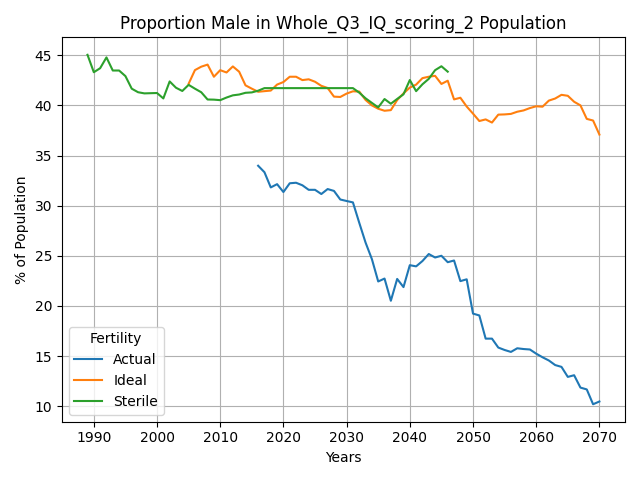 Proportion Male in Whole_Q3_IQ_scoring_2 Population
% of Population
45
40
35
30
25
20
15
10
Fertility
Actual
Ideal
Sterile
1990 2000 2010 2020 2030 2040 2050 2060 2070
Years